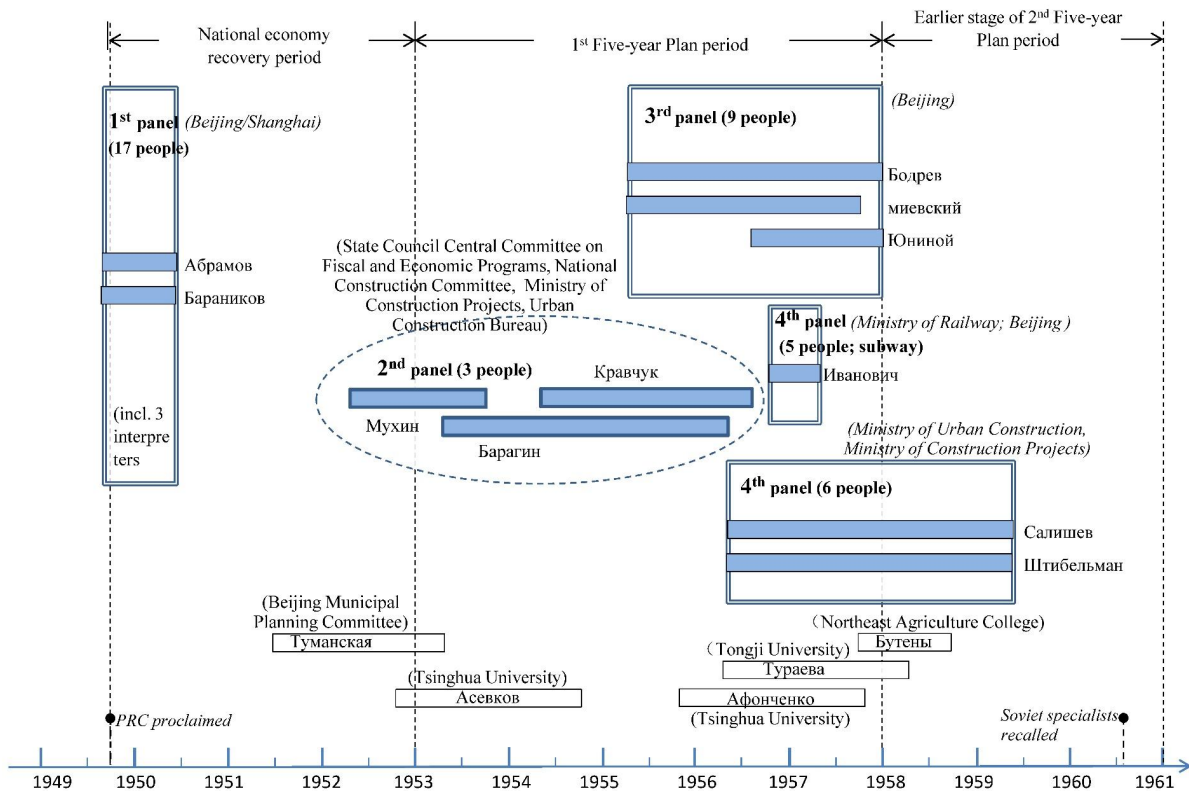 National economy
recovery period
1st Five-year Plan period
Earlier stage of 2nd Five-year
Plan period
1st panel (Beijing/Shanghai)
(17 people)
Абрамов
Бараников
(incl. 3
interpre
ters
3rd panel (9 people)
(Beijing)
Бодрев
миевский
Юниной
(State Council Central Committee on
Fiscal and Economic Programs, National
Construction Committee, Ministry of
Construction Projects, Urban
Construction Bureau)
2nd panel (3 people)
Кравчук
Мухин
Барагин
4th panel (Ministry of Railway; Beijing )
(5 people; subway)
Иванович
(Ministry of Urban Construction,
Ministry of Construction Projects)
4th panel (6 people)
Салишев
Штибельман
(Beijing Municipal
Planning Committee)
Туманская
(Northeast Agriculture College)
Бутены
(Tongji University)
Тураева
(Tsinghua University)
Асевков
Афонченко
(Tsinghua University)
PRC proclaimed
Soviet specialists
recalled
1949 1950 1951 1952 1953 1954 1955 1956 1957 1958 1959 1960 1961